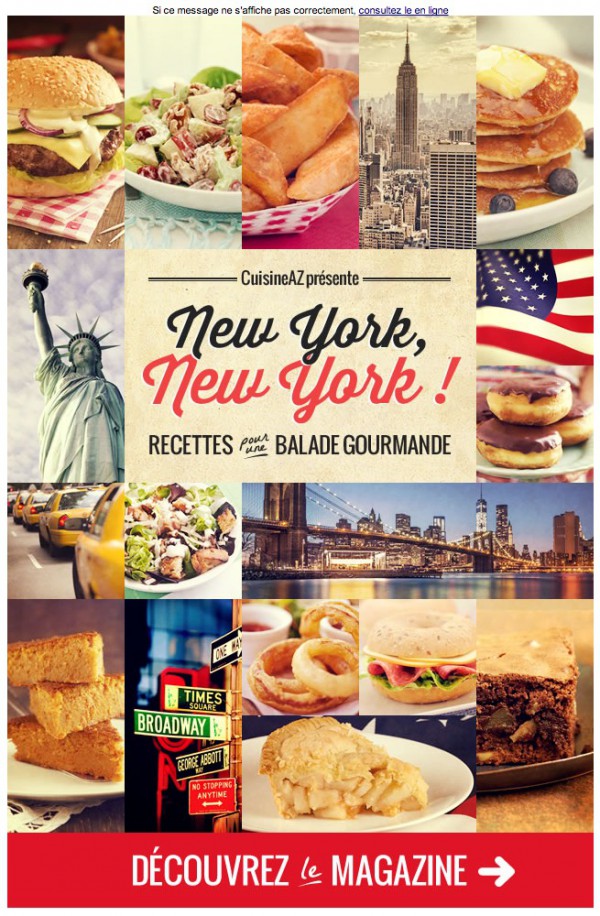 Si ce message ne s'affiche pas correctement, consultez le en ligne
CuisineAZ présente
New York,
New York !
RECETTES pour une BALADE GOURMANDE
ONE WAY
TIMES
SQUARE
BROADWAY
GEORGE ABBOTT
WAY
NO STOPPING
ANYTIME
DÉCOUVREZ le MAGAZINE